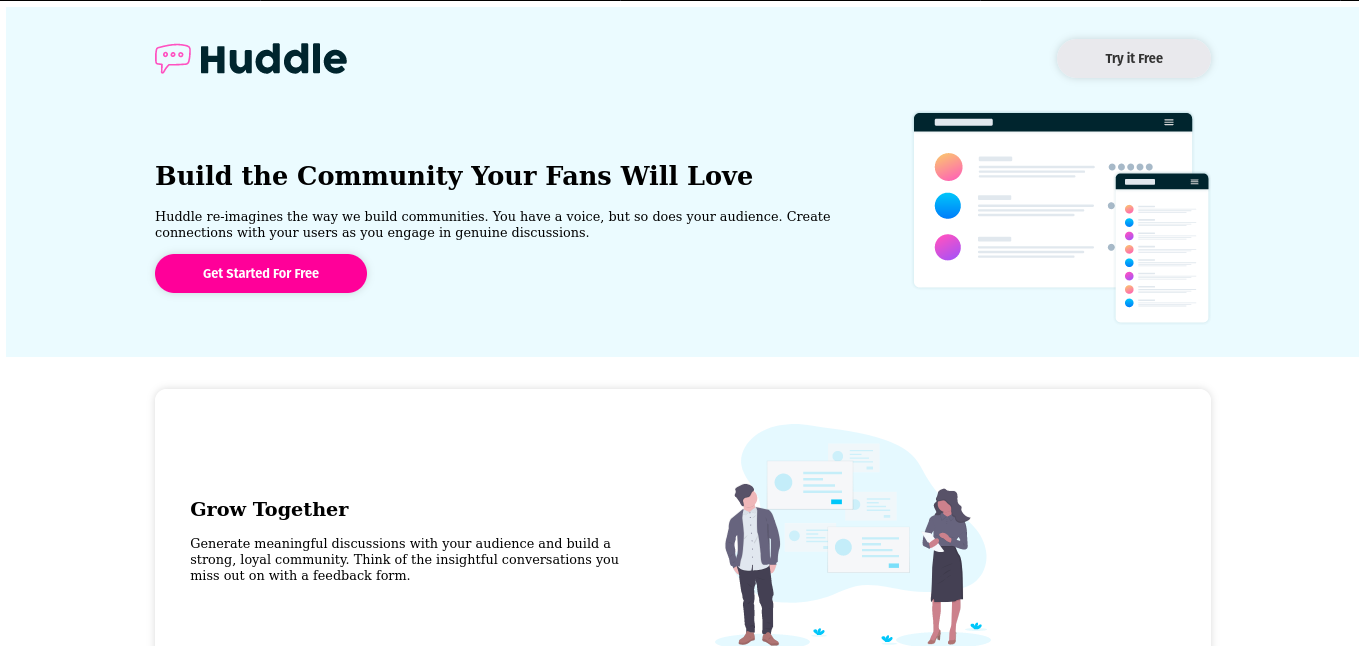 Huddle
Try it Free
Build the Community Your Fans Will Love
Huddle re-imagines the way we build communities. You have a voice, but so does your audience. Create
connections with your users as you engage in genuine discussions.
Get Started For Free
Grow Together
Generate meaningful discussions with your audience and build a
strong, loyal community. Think of the insightful conversations you
miss out on with a feedback form.